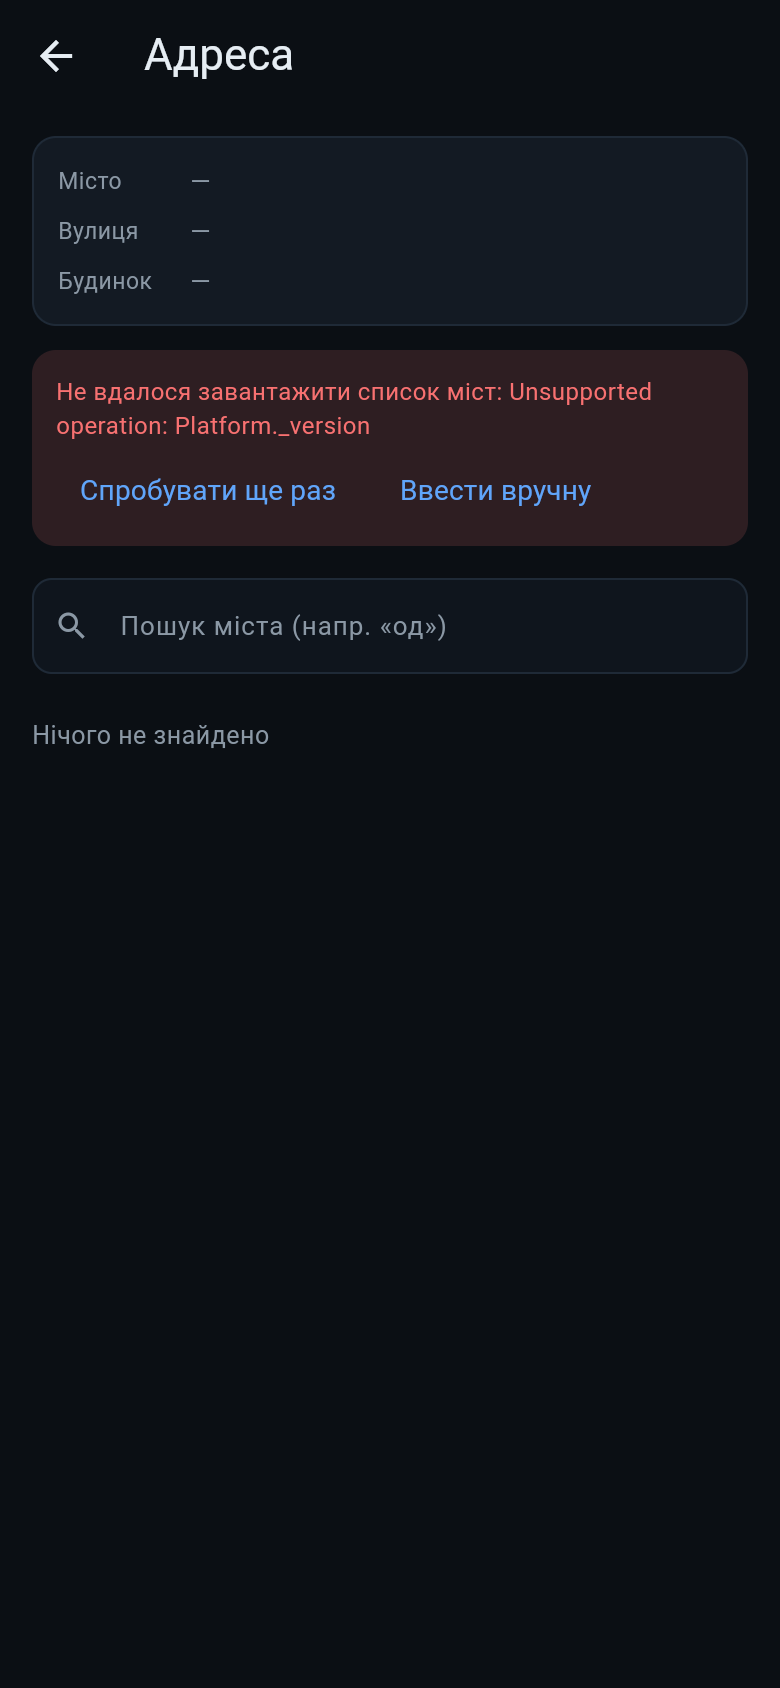 Адреса
Місто —
Вулиця —
Будинок —
Не вдалося завантажити список міст: Unsupported
operation: Platform._version
Спробувати ще раз Ввести вручну
Пошук міста (напр. «од»)
Нічого не знайдено